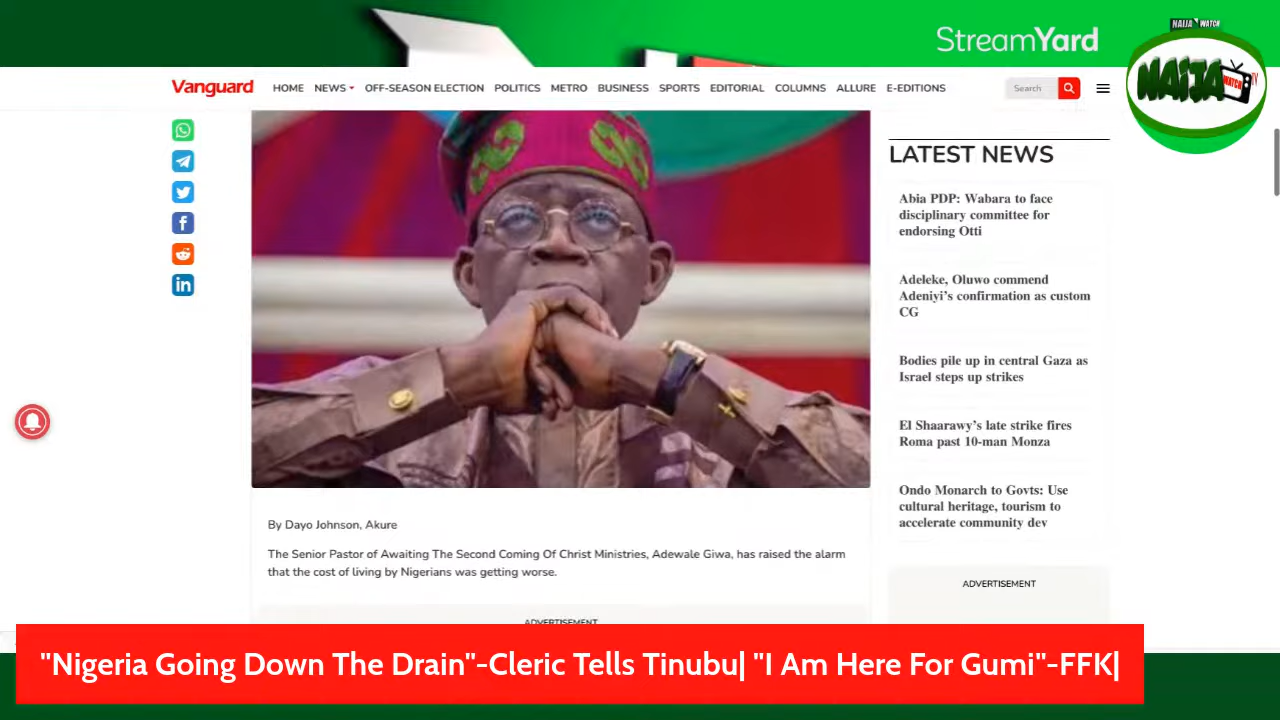 StreamYard
NAIJA WATCH
NAIJA
WATCH
TV
Vanguard
HOME NEWS OFF-SEASON ELECTION POLITICS METRO BUSINESS SPORTS EDITORIAL COLUMNS ALLURE E-EDITIONS
Search
LATEST NEWS
Abia PDP: Wabara to face
disciplinary committee for
endorsing Otti
Adeleke, Oluwo commend
Adeniyi’s confirmation as custom
CG
Bodies pile up in central Gaza as
Israel steps up strikes
El Shaarawy’s late strike fires
Roma past 10-man Monza
Ondo Monarch to Govts: Use
cultural heritage, tourism to
accelerate community dev
ADVERTISEMENT
By Dayo Johnson, Akure
The Senior Pastor of Awaiting The Second Coming Of Christ Ministries, Adewale Giwa, has raised the alarm
that the cost of living by Nigerians was getting worse.
ADVERTISEMENT
"Nigeria Going Down The Drain"-Cleric Tells Tinubu| "I Am Here For Gumi"-FFK|